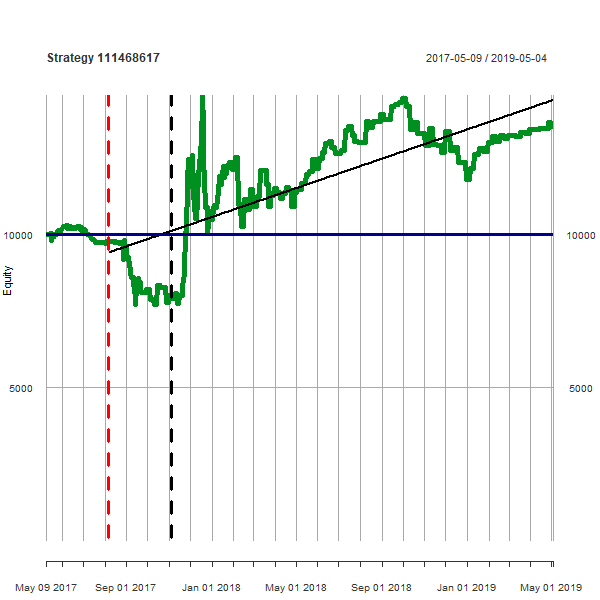 Strategy 111468617
2017-05-09 / 2019-05-04
10000
10000
Equity
5000
5000
May 09 2017
Sep 01 2017
Jan 01 2018
May 01 2018
Sep 01 2018
Jan 01 2019
May 01 2019